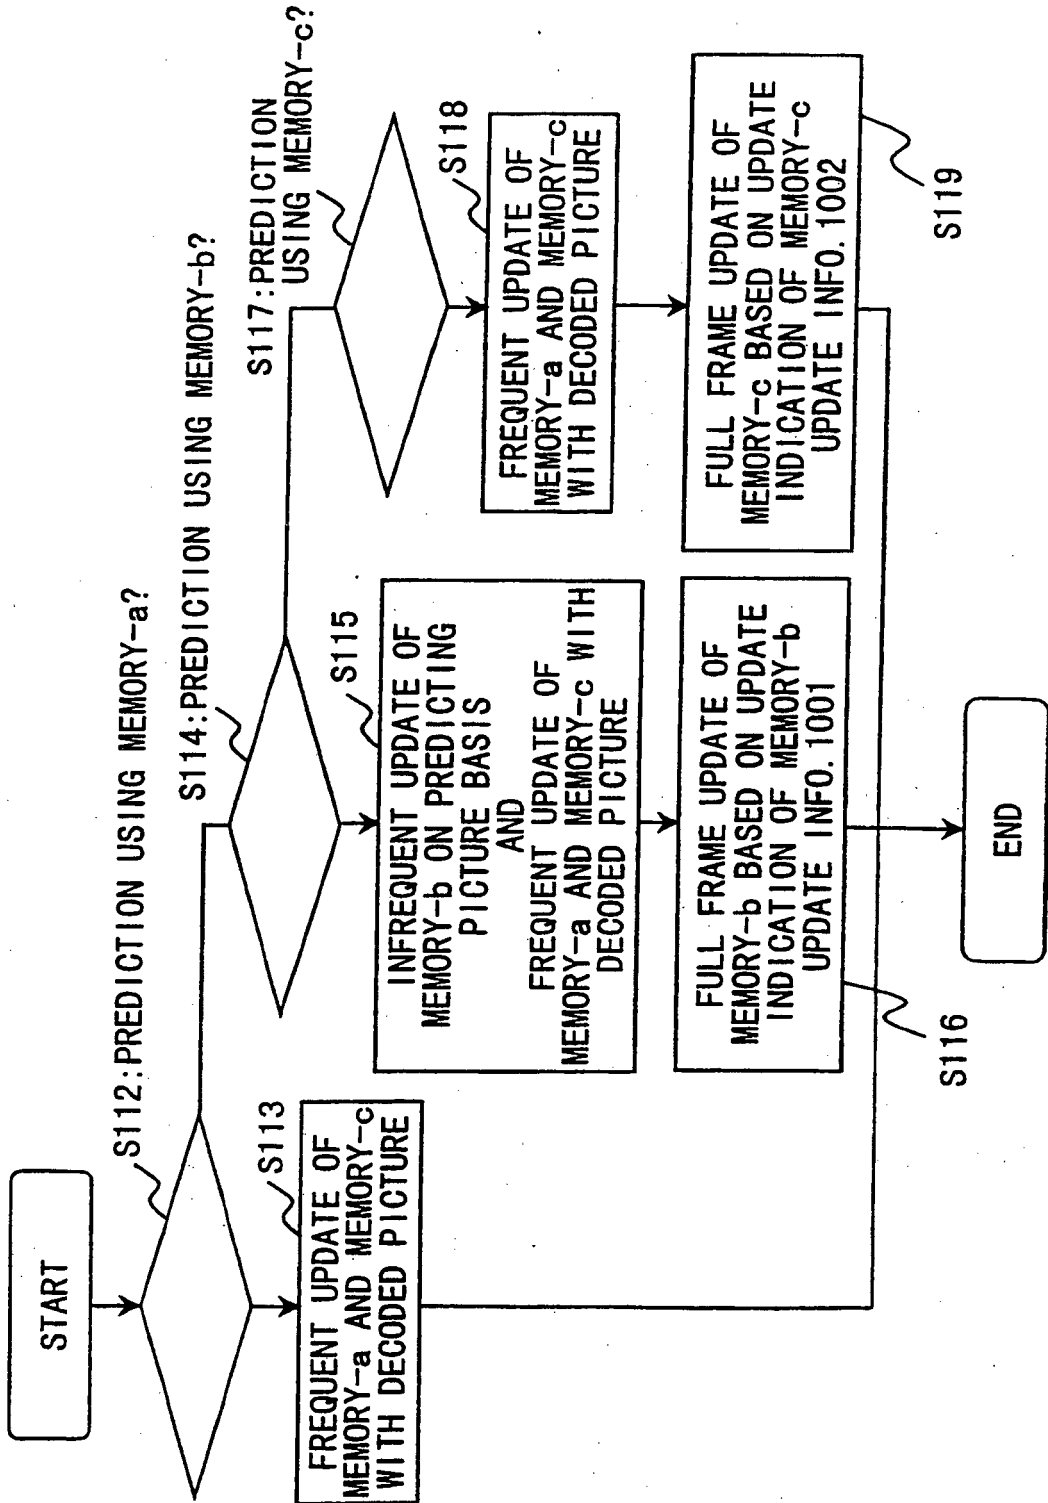 START
S112:PREDICTION USING MEMORY-a?
S113
FREQUENT UPDATE OF
MEMORY-a AND MEMORY-c
WITH DECODED PICTURE
S114:PREDICTION USING MEMORY-b?
S115
INFREQUENT UPDATE OF
MEMORY-b ON PREDICTING
PICTURE BASIS
AND
FREQUENT UPDATE OF
MEMORY-a AND MEMORY-c WITH
DECODED PICTURE
FULL FRAME UPDATE OF
MEMORY-b BASED ON UPDATE
INDICATION OF MEMORY-b
UPDATE INFO.1001
S116
S117:PREDICTION
USING MEMORY-c?
S118
FREQUENT UPDATE OF
MEMORY-a AND MEMORY-c
WITH DECODED PICTURE
FULL FRAME UPDATE OF
MEMORY-c BASED ON UPDATE
INDICATION OF MEMORY-c
UPDATE INFO.1002
S119
END